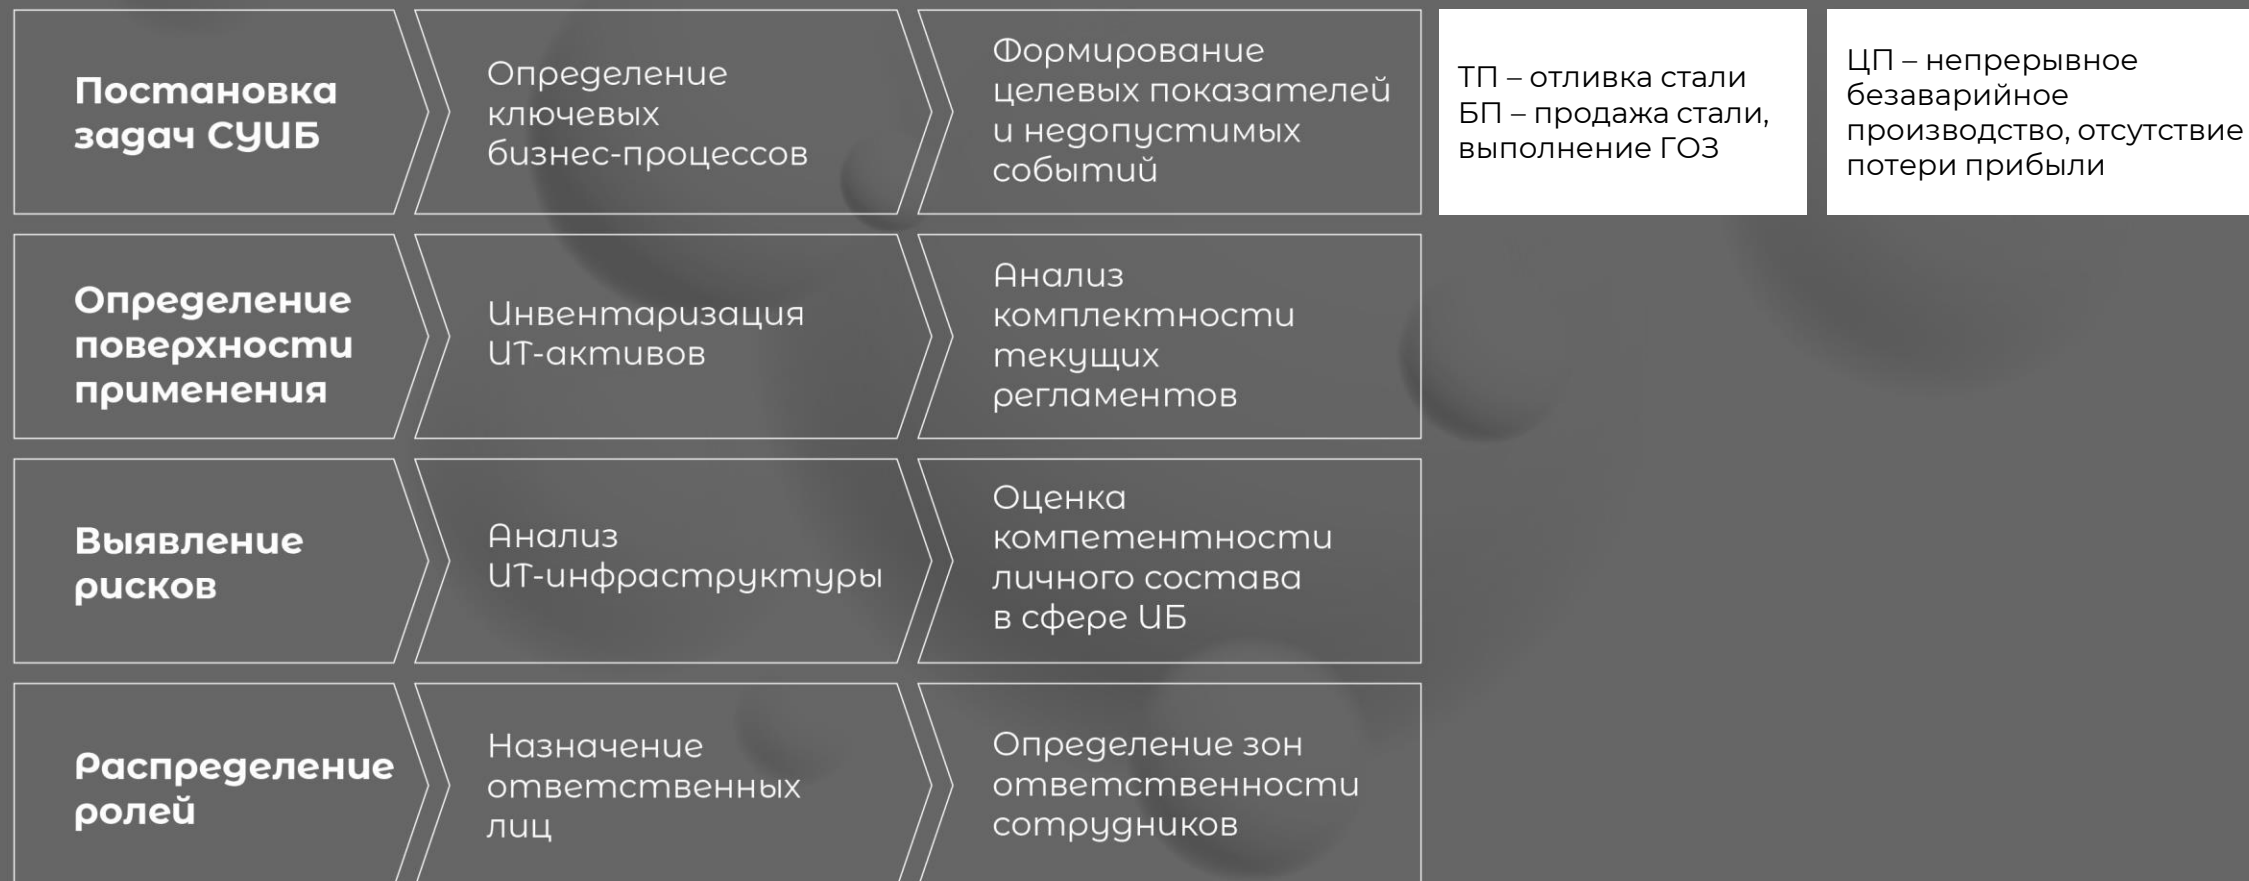 Постановка
задач СУИБ
Определение
ключевых
бизнес-процессов
Формирование
целевых показателей
и недопустимых
событий
ТП – отливка стали
БП – продажа стали,
выполнение ГОЗ
ЦП – непрерывное
безаварийное
производство, отсутствие
потери прибыли
Определение
поверхности
применения
Инвентаризация
ИТ-активов
Анализ
комплектности
текущих
регламентов
Выявление
рисков
Анализ
ИТ-инфраструктуры
Оценка
компетентности
личного состава
в сфере ИБ
Распределение
ролей
Назначение
ответственных
лиц
Определение зон
ответственности
сотрудников